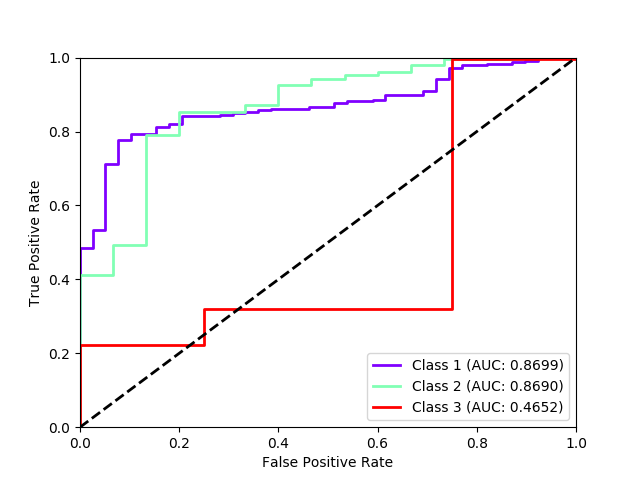 1.0
0.8
0.6
0.4
0.2
0.0
True Positive Rate
Class 1 (AUC: 0.8699)
Class 2 (AUC: 0.8690)
Class 3 (AUC: 0.4652)
0.0 0.2 0.4 0.6 0.8 1.0
False Positive Rate